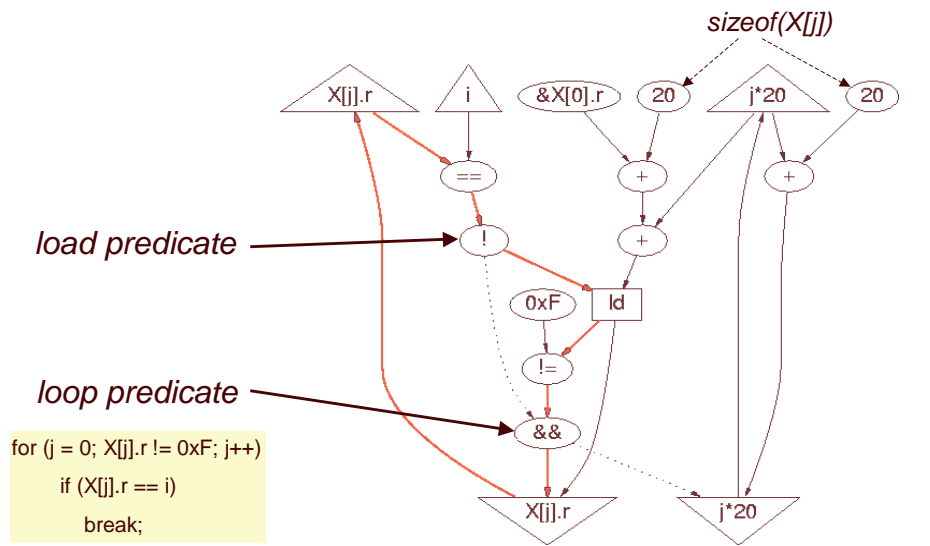 sizeof(X[j])
X[j].r
i
&X[0].r
20
j*20
20
==
+
+
load predicate
!
+
0xF
ld
!=
loop predicate
&&
for (j = 0; X[j].r != 0xF; j++)
if (X[j].r == i)
break;
X[j].r
j*20